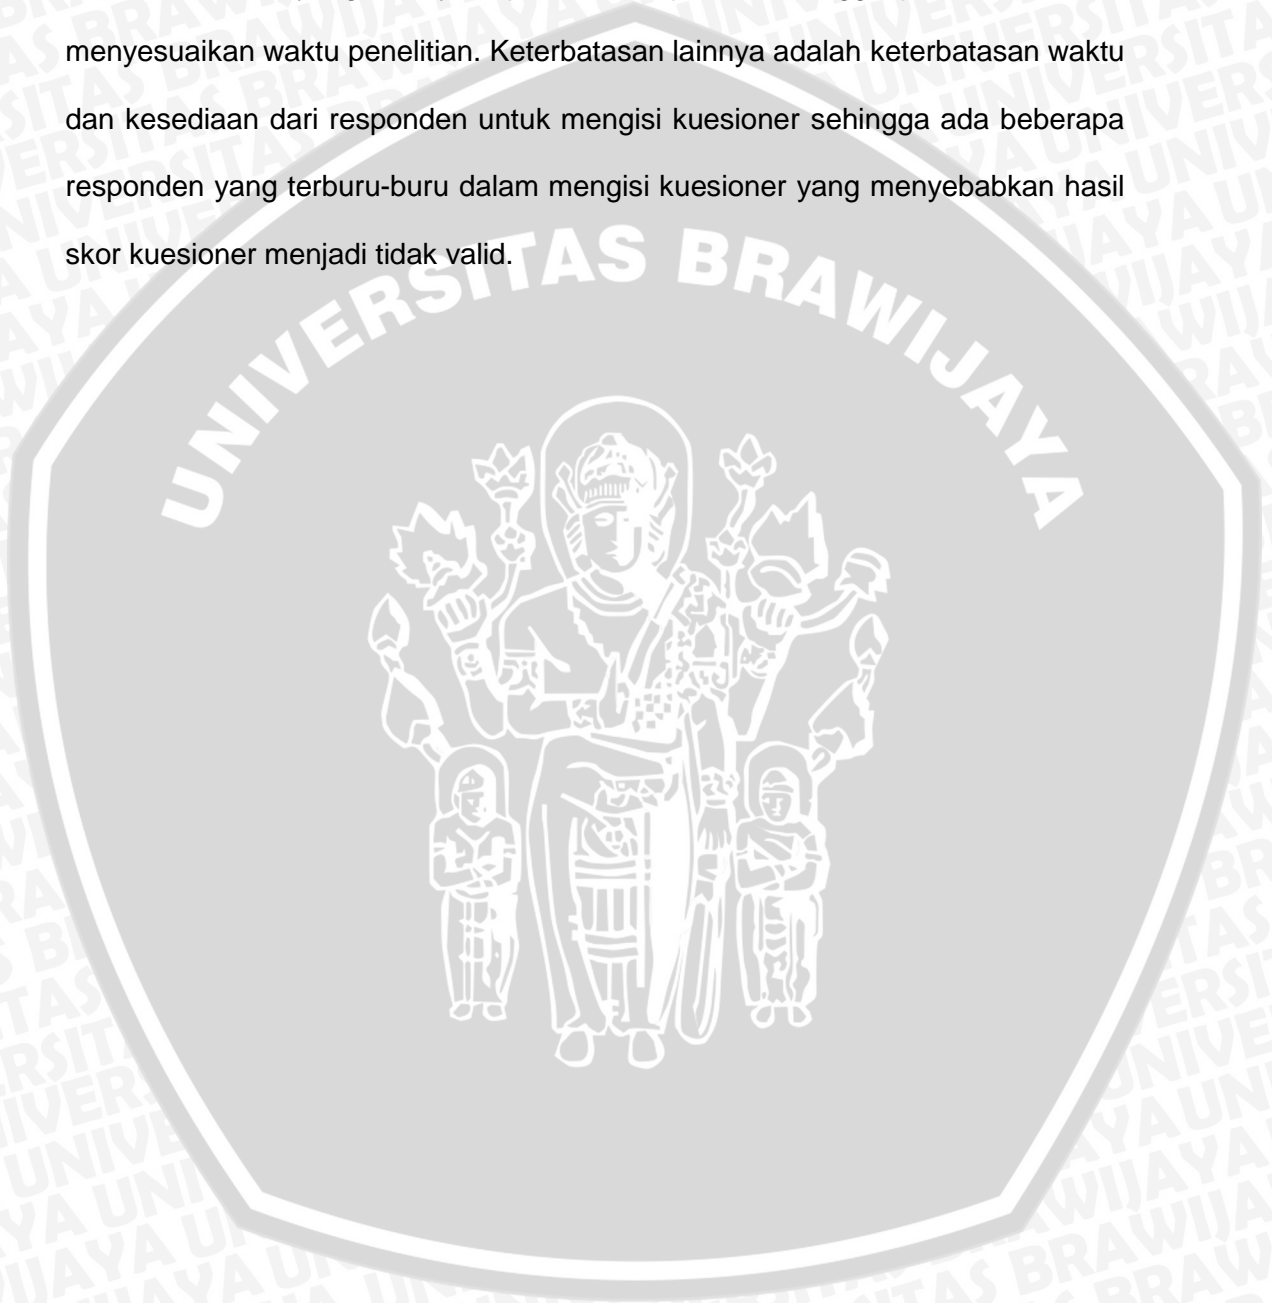 menyesuaikan waktu penelitian. Keterbatasan lainnya adalah keterbatasan waktu
dan kesediaan dari responden untuk mengisi kuesioner sehingga ada beberapa
responden yang terburu-buru dalam mengisi kuesioner yang menyebabkan hasil
skor kuesioner menjadi tidak valid.
UNIVERSITAS BRAWIJAYA